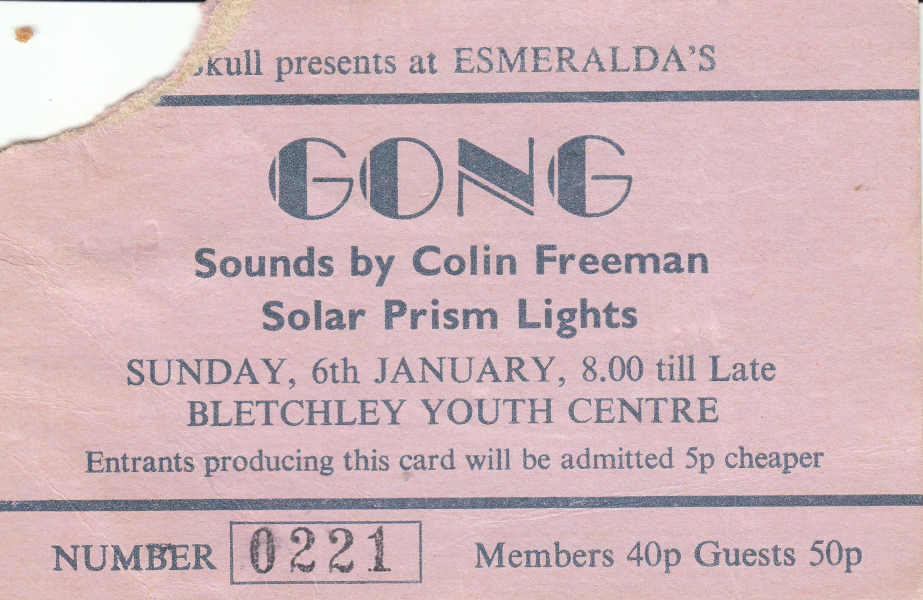 presents at ESMERALDA'S
GONG
Sounds by Colin Freeman
Solar Prism Lights
SUNDAY, 6th JANUARY, 8.00 till Late
BLETCHLEY YOUTH CENTRE
Entrants producing this card will be admitted 5p cheaper
NUMBER 0221 Members 40p Guests 50p